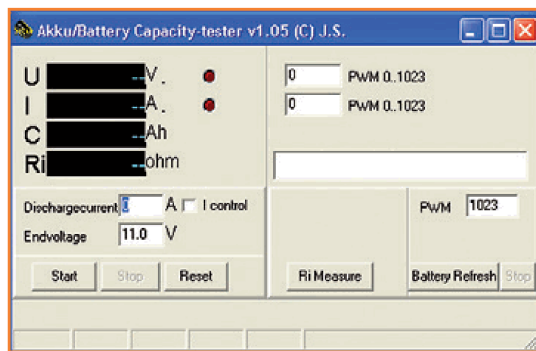 Akku/Battery Capacity-tester v1.05 (C) J.S.
U --V.
I --A.
C --Ah
Ri --ohm
0 PWM 0..1023
0 PWM 0..1023
Dischargecurrent 0 A I control
Endvoltage 11.0 V
PWM 1023
Start Stop Reset
Ri Measure
Battery Refresh Stop